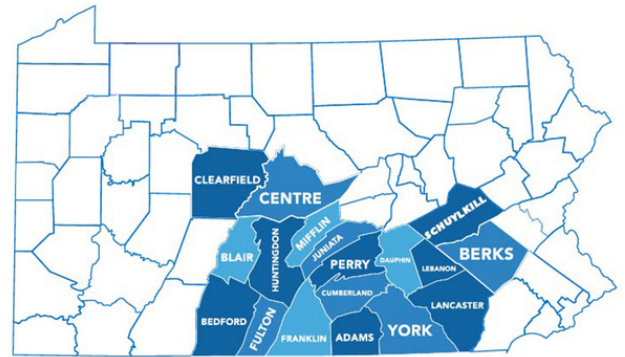 CLEARFIELD
CENTRE
SCHUYLKILL
MIFFLIN
BLAIR
HUNTINGDON
JUNIATA
BERKS
PERRY
DAUPHIN
LEBANON
CUMBERLAND
LANCASTER
BEDFORD
FULTON
FRANKLIN
ADAMS
YORK